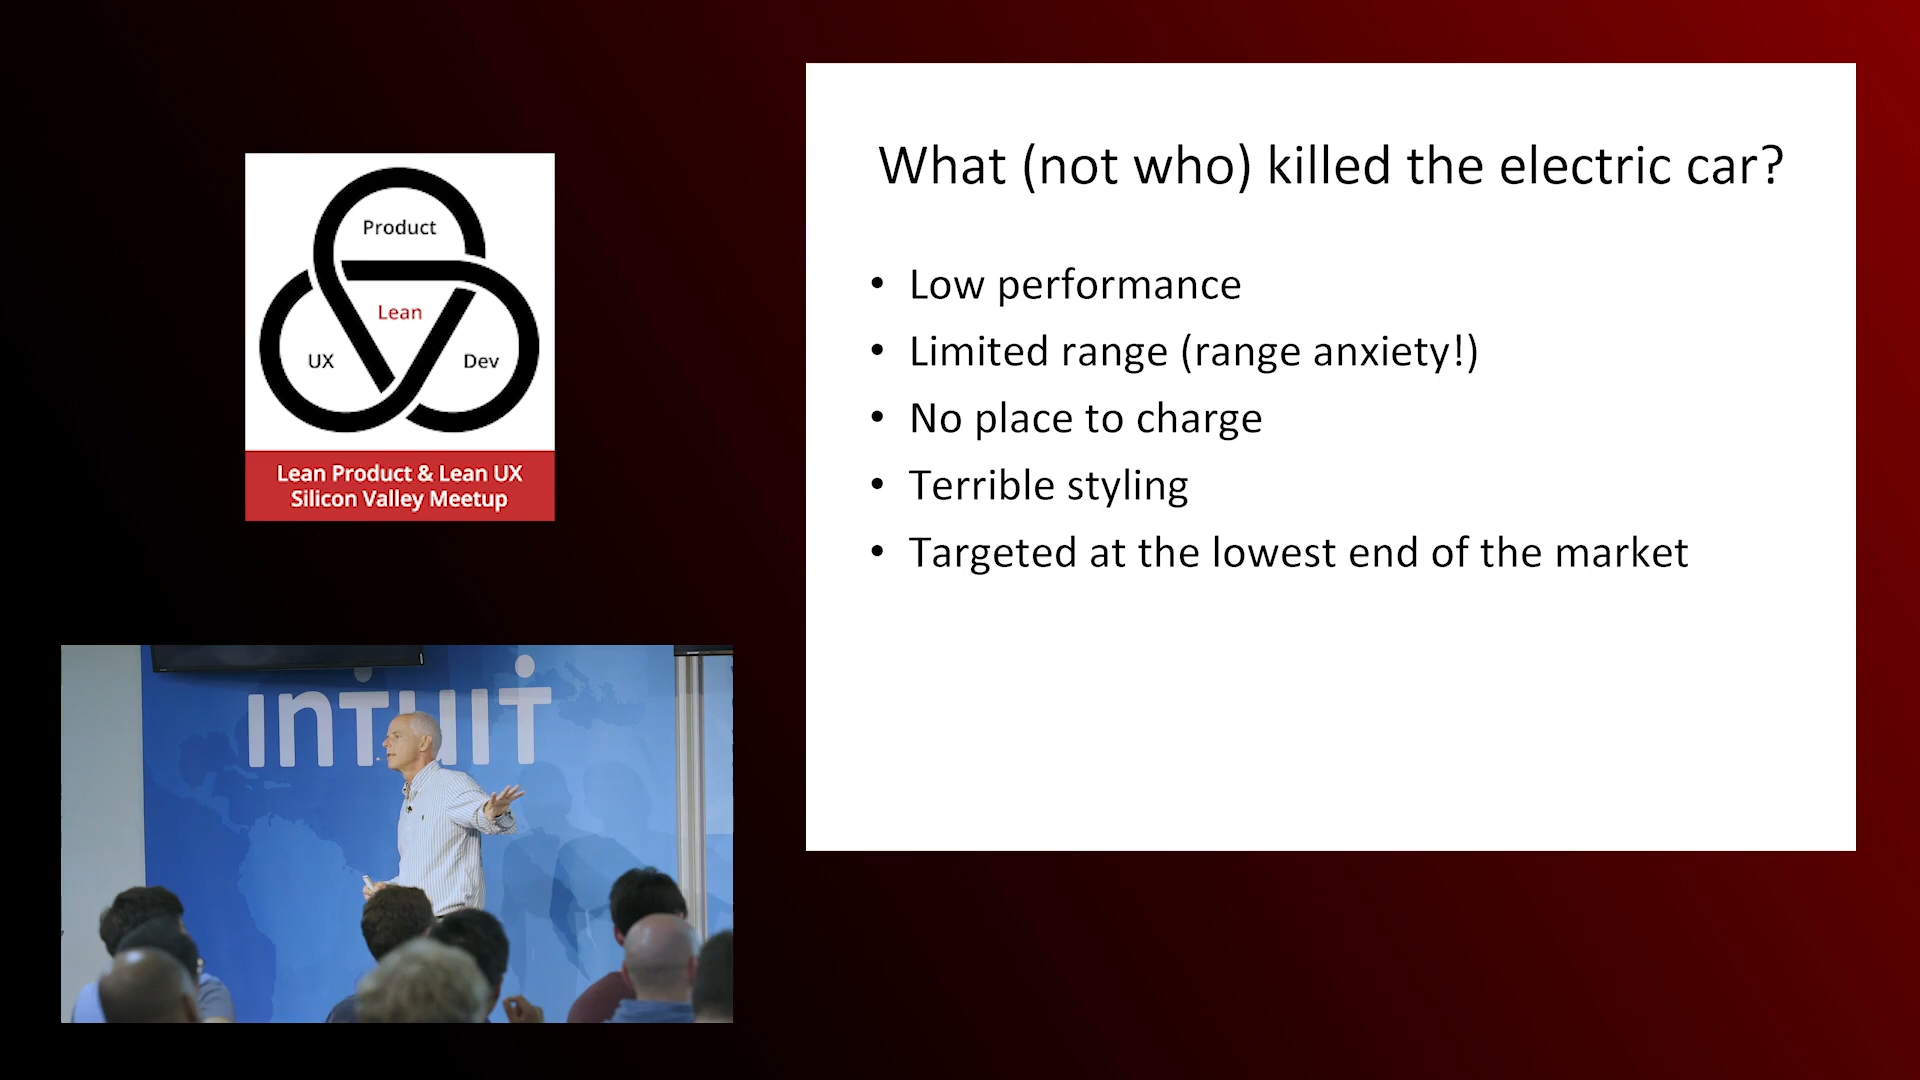 Product
Lean
UX
Dev
Lean Product & Lean UX
Silicon Valley Meetup
What (not who) killed the electric car?
• Low performance
• Limited range (range anxiety!)
• No place to charge
• Terrible styling
• Targeted at the lowest end of the market
INTUIT